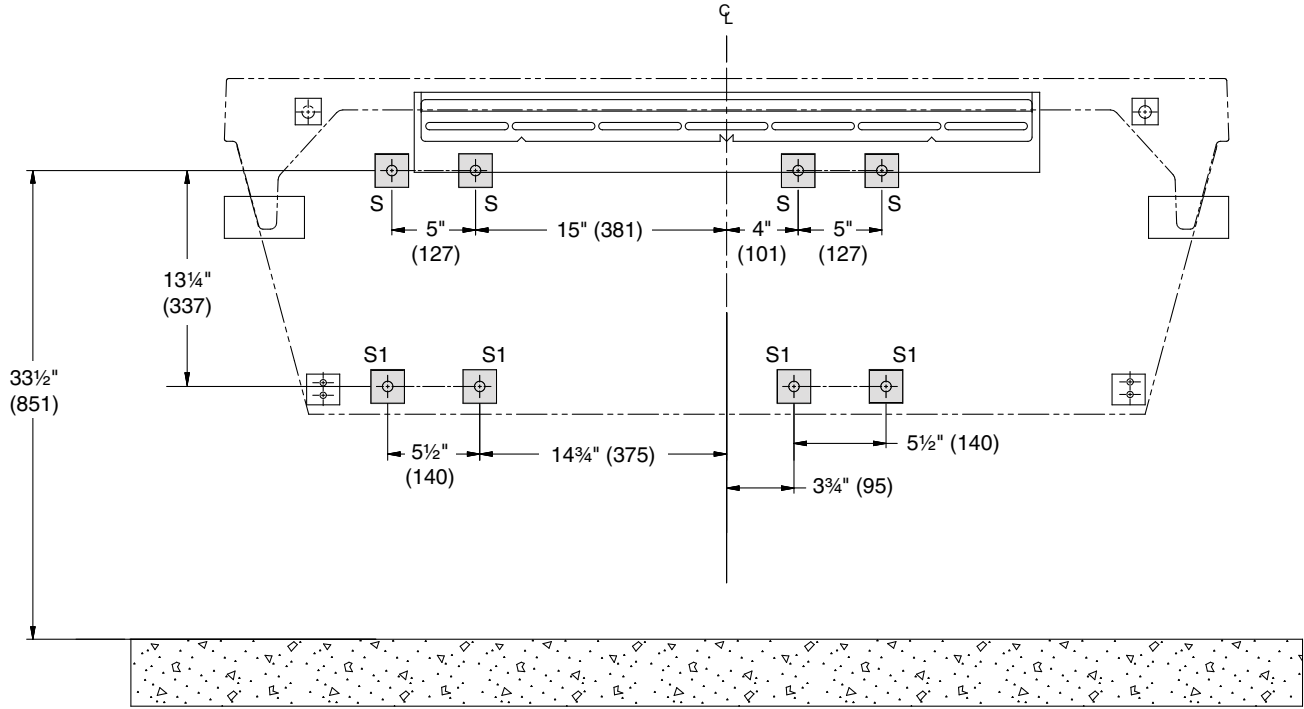 ℄
S
S
S
S
5"
(127)
15" (381)
4"
(101)
5"
(127)
13¼"
(337)
33½"
(851)
S1
S1
S1
S1
5½"
(140)
14¾" (375)
5½" (140)
3¾" (95)